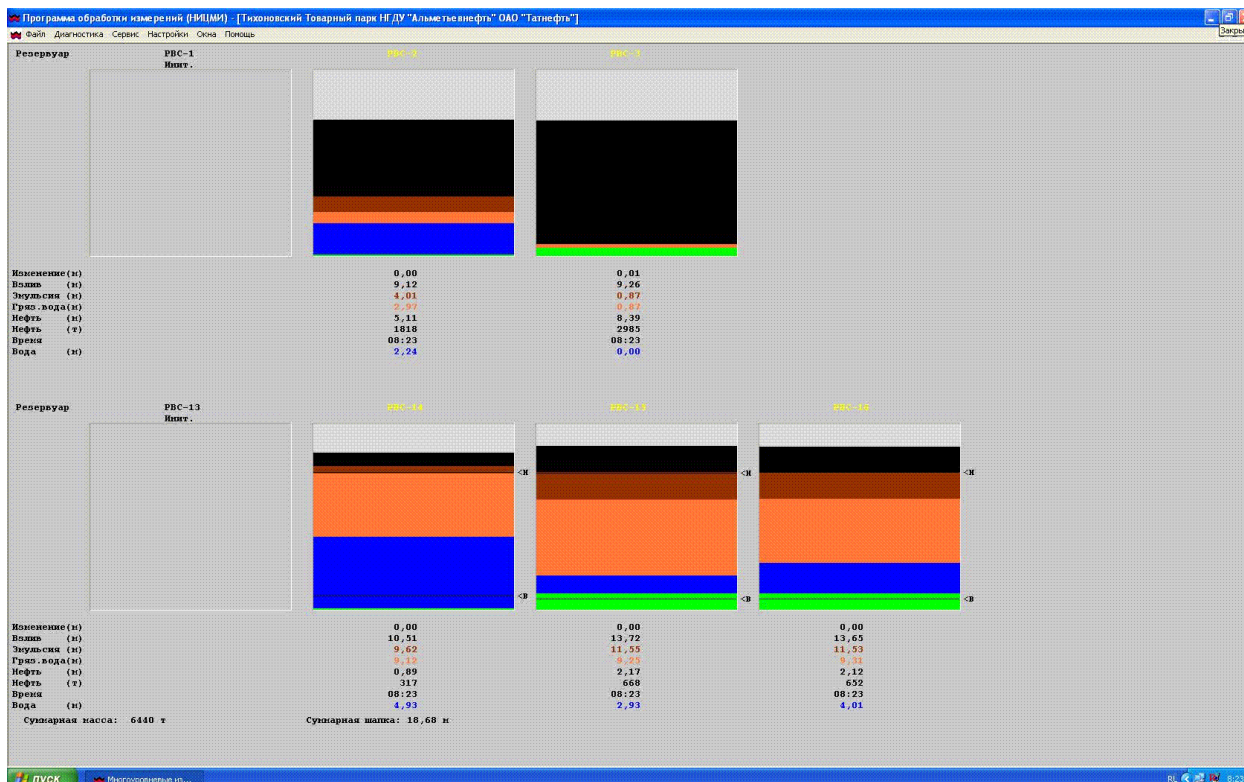 Программа обработки измерений (НИЦМИ) - [Тихоновский Товарный парк НГДУ "Альметьевнефть" ОАО "Татнефть"]
Файл Диагностика Сервис Настройки Окна Помощь
Закры
Резервуар РВС-1 РВС-2 РВС-3
Инит.
Изменение(м) 0,00 0,01
Взлив (м) 9,12 9,26
Эмульсия (м) 4,01 0,87
Гряз.вода(м) 2,97 0,87
Нефть (м) 5,11 8,39
Нефть (т) 1818 2985
Время 08:23 08:23
Вода (м) 2,24 0,00
Резервуар РВС-13 РВС-14 РВС-15 РВС-16
Инит.
<Н <Н <Н
<В <В <В
Изменение(м) 0,00 0,00 0,00
Взлив (м) 10,51 13,72 13,65
Эмульсия (м) 9,62 11,55 11,53
Гряз.вода(м) 9,12 9,25 9,31
Нефть (м) 0,89 2,17 2,12
Нефть (т) 317 668 652
Время 08:23 08:23 08:23
Вода (м) 4,93 2,93 4,01
Суммарная масса: 6440 т Суммарная шапка: 18,68 м
пуск Многоуровневые из... RL 8:23